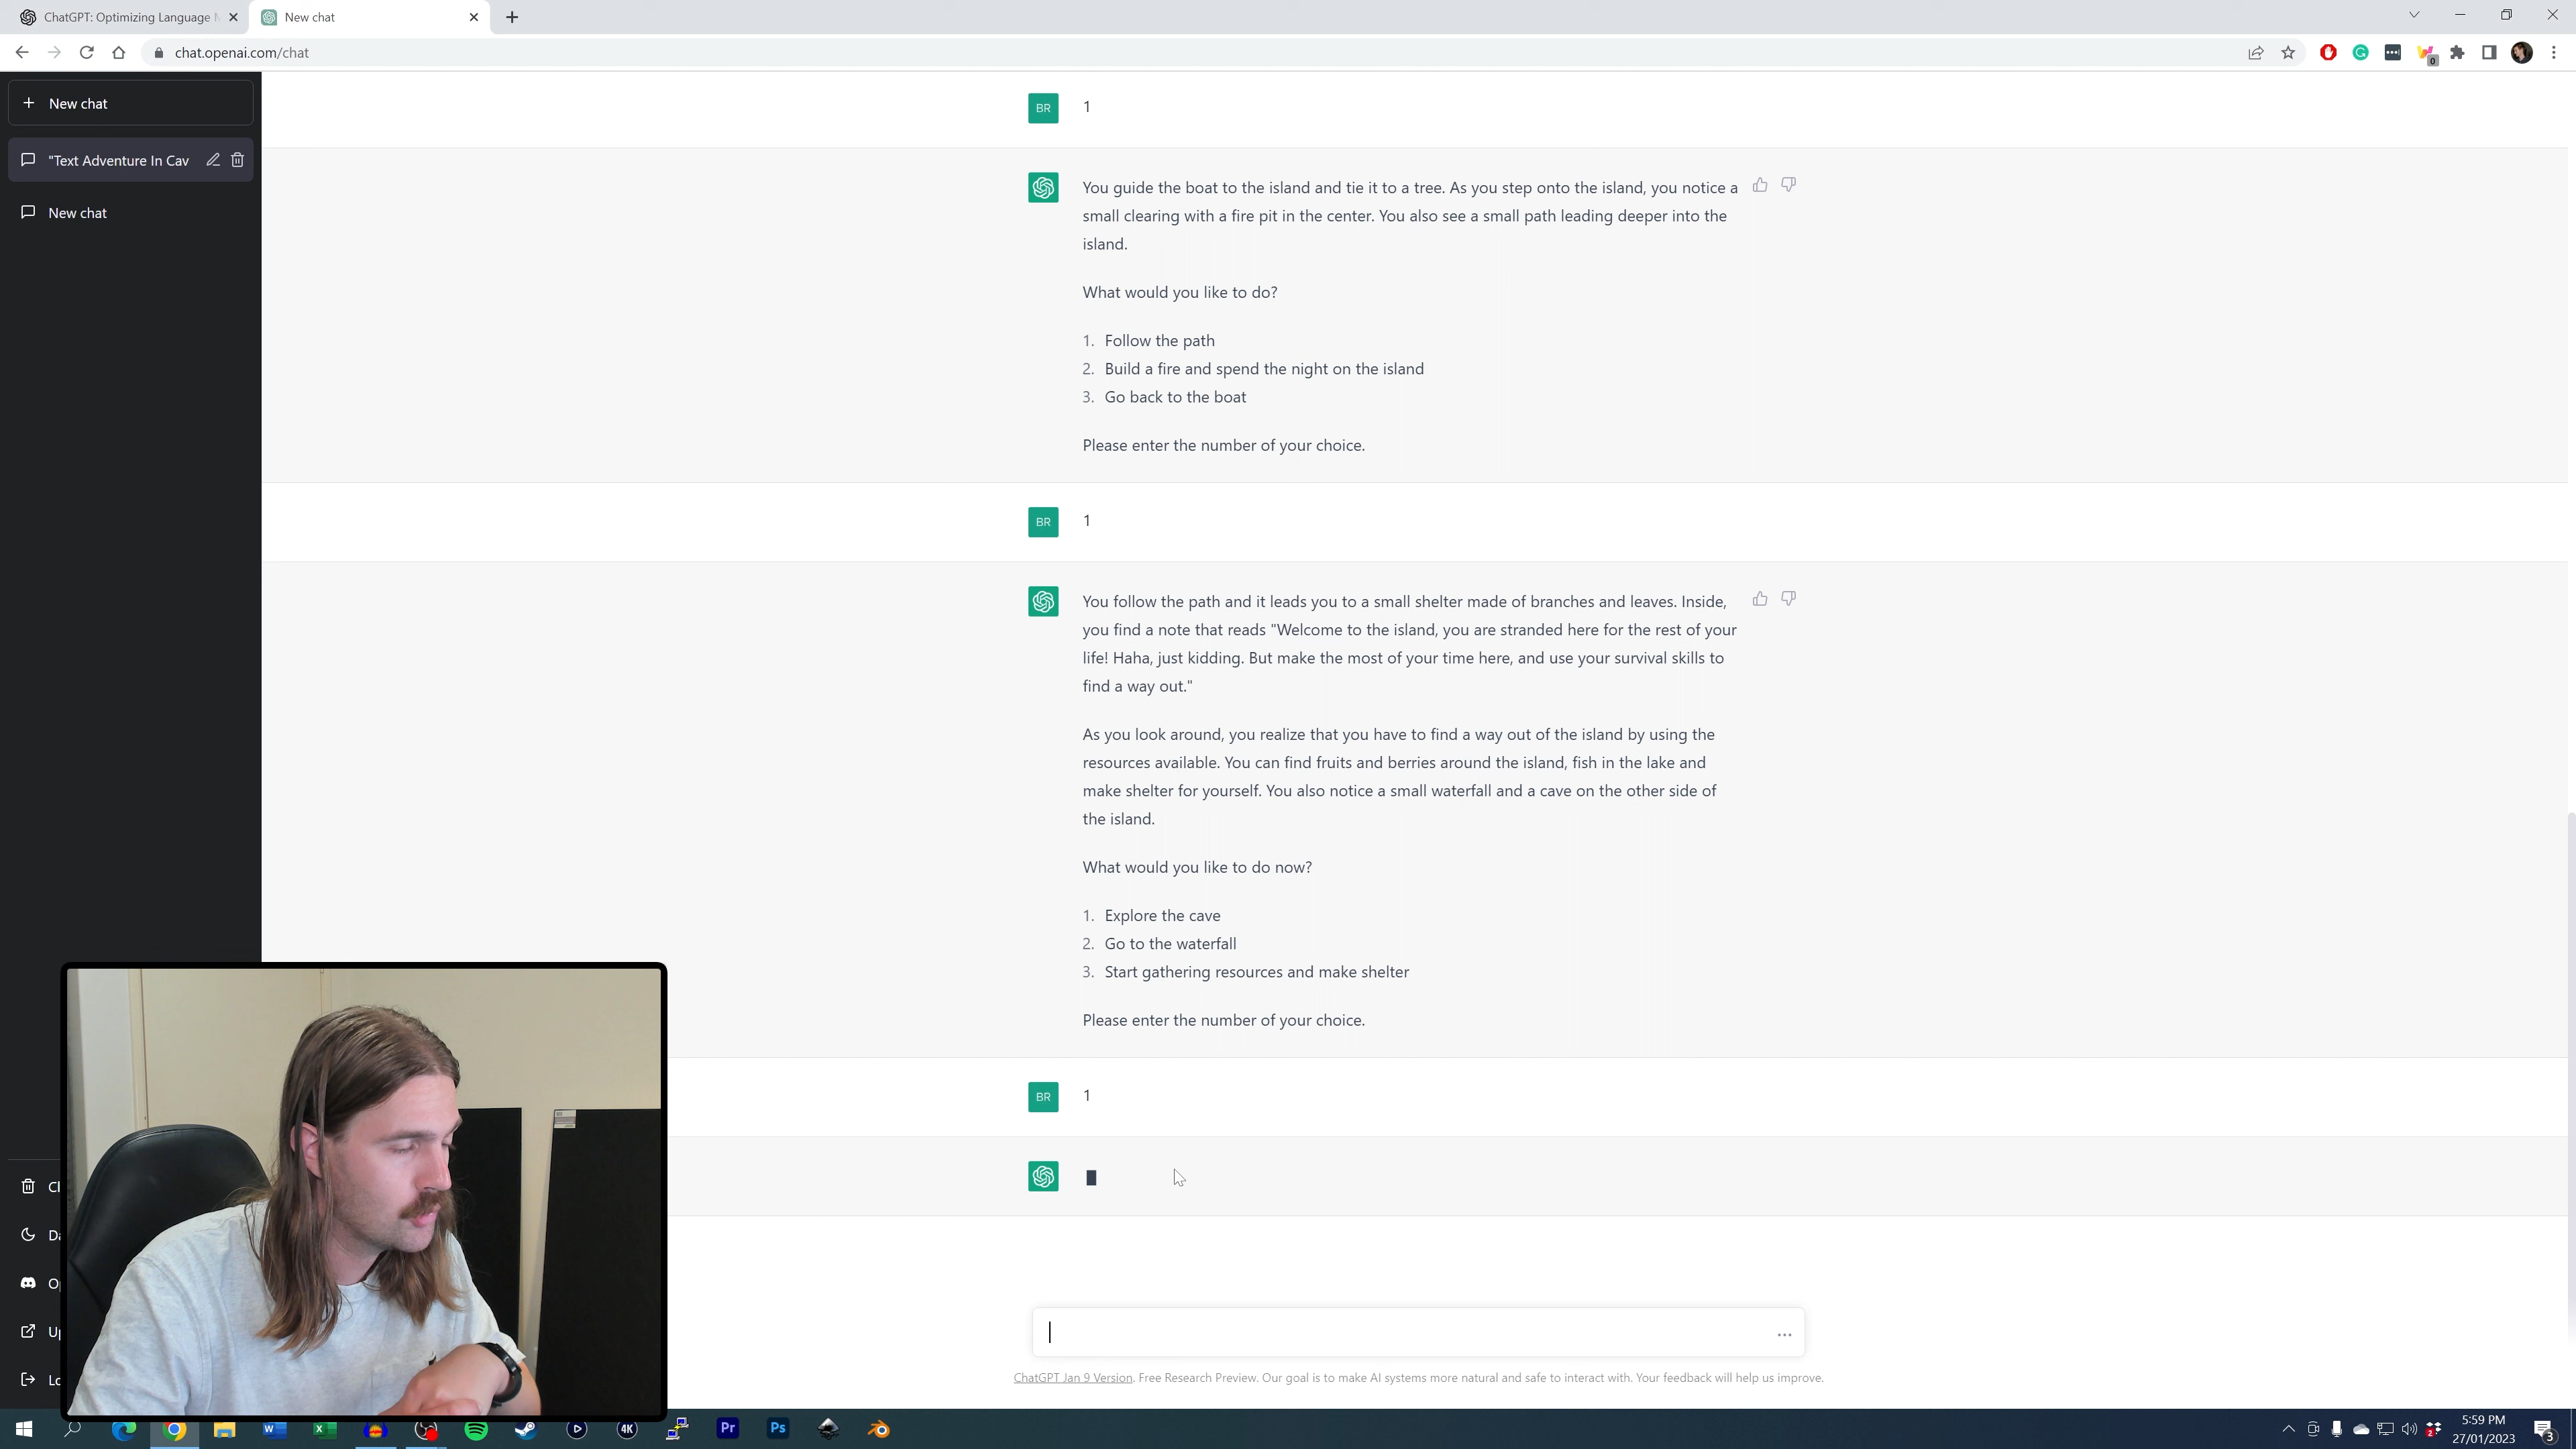 ChatGPT: Optimizing Language M
New chat
chat.openai.com/chat
0
New chat
"Text Adventure In Cav
New chat
BR
1
You guide the boat to the island and tie it to a tree. As you step onto the island, you notice a
small clearing with a fire pit in the center. You also see a small path leading deeper into the
island.
What would you like to do?
1. Follow the path
2. Build a fire and spend the night on the island
3. Go back to the boat
Please enter the number of your choice.
BR
1
You follow the path and it leads you to a small shelter made of branches and leaves. Inside,
you find a note that reads "Welcome to the island, you are stranded here for the rest of your
life! Haha, just kidding. But make the most of your time here, and use your survival skills to
find a way out."
As you look around, you realize that you have to find a way out of the island by using the
resources available. You can find fruits and berries around the island, fish in the lake and
make shelter for yourself. You also notice a small waterfall and a cave on the other side of
the island.
What would you like to do now?
1. Explore the cave
2. Go to the waterfall
3. Start gathering resources and make shelter
Please enter the number of your choice.
BR
1
Cl
Da
Op
Up
Lo
...
ChatGPT Jan 9 Version. Free Research Preview. Our goal is to make AI systems more natural and safe to interact with. Your feedback will help us improve.
4K
Pr
Ps
2
5:59 PM
27/01/2023
3